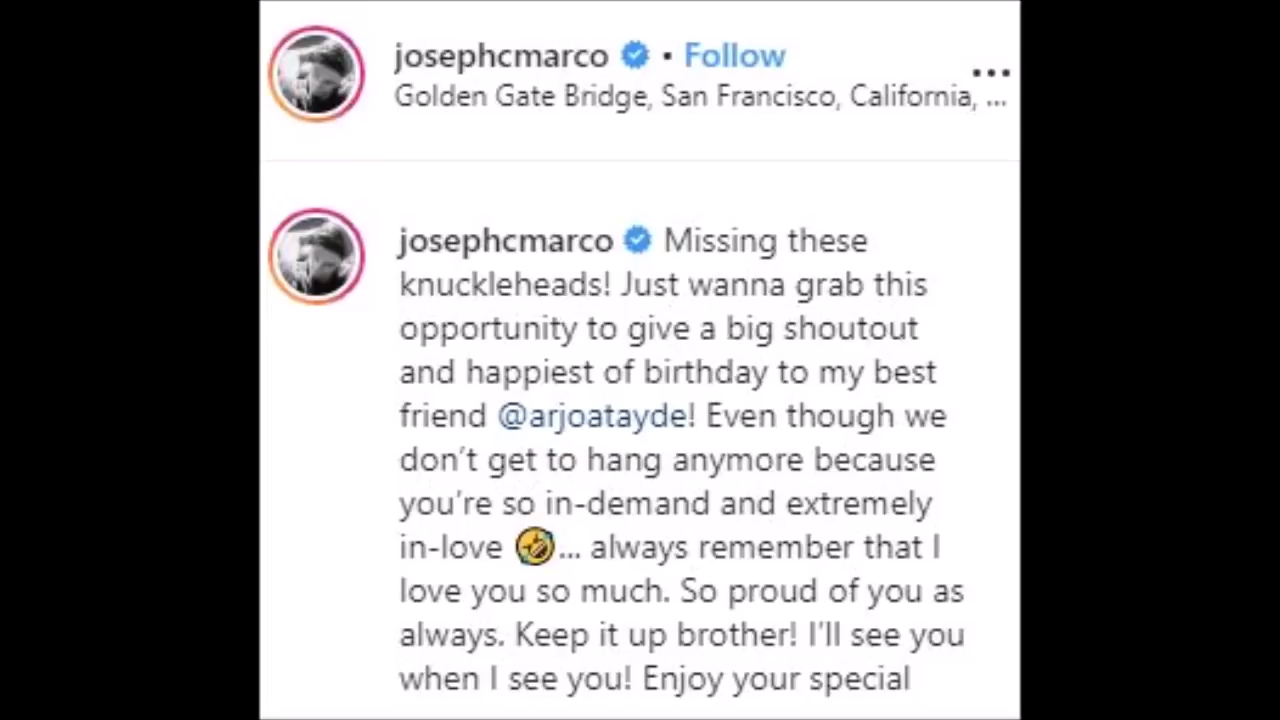 josephcmarco • Follow
...
Golden Gate Bridge, San Francisco, California, ...
josephcmarco Missing these
knuckleheads! Just wanna grab this
opportunity to give a big shoutout
and happiest of birthday to my best
friend @arjoatayde! Even though we
don't get to hang anymore because
you're so in-demand and extremely
in-love 🤣... always remember that I
love you so much. So proud of you as
always. Keep it up brother! I'll see you
when I see you! Enjoy your special